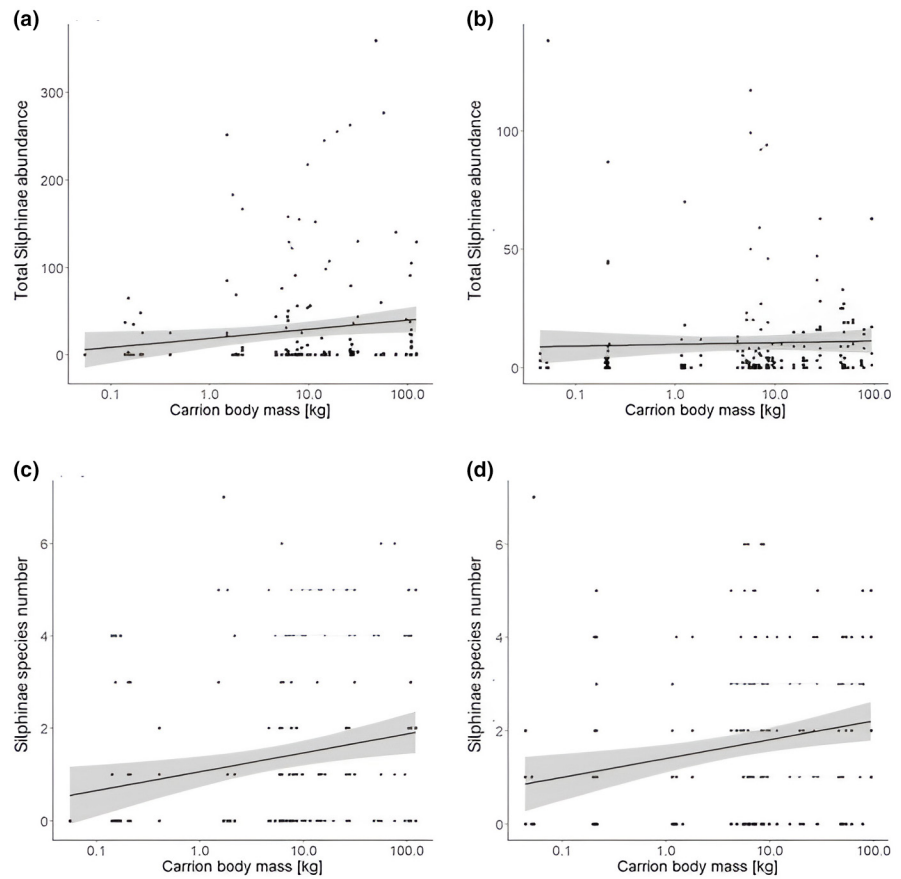 (a)
Total Silphinae abundance
300
200
100
0
0.1 1.0 10.0 100.0
Carrion body mass [kg]
(b)
Total Silphinae abundance
100
50
0
0.1 1.0 10.0 100.0
Carrion body mass [kg]
(c)
Silphinae species number
6
4
2
0
0.1 1.0 10.0 100.0
Carrion body mass [kg]
(d)
Silphinae species number
6
4
2
0
0.1 1.0 10.0 100.0
Carrion body mass [kg]